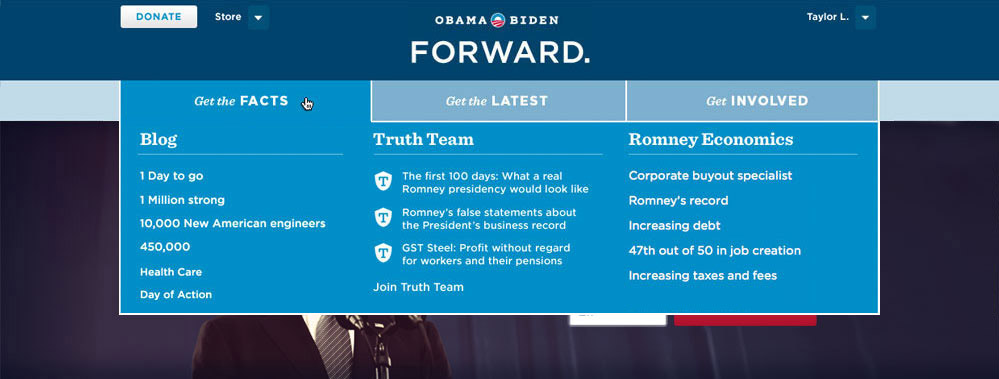 DONATE
Store
OBAMA BIDEN
Taylor L.
FORWARD.
Get the FACTS
Get the LATEST
Get INVOLVED
Blog
1 Day to go
1 Million strong
10,000 New American engineers
450,000
Health Care
Day of Action
Truth Team
T The first 100 days: What a real
Romney presidency would look like
T Romney's false statements about
the President's business record
T GST Steel: Profit without regard
for workers and their pensions
Join Truth Team
Romney Economics
Corporate buyout specialist
Romney's record
Increasing debt
47th out of 50 in job creation
Increasing taxes and fees